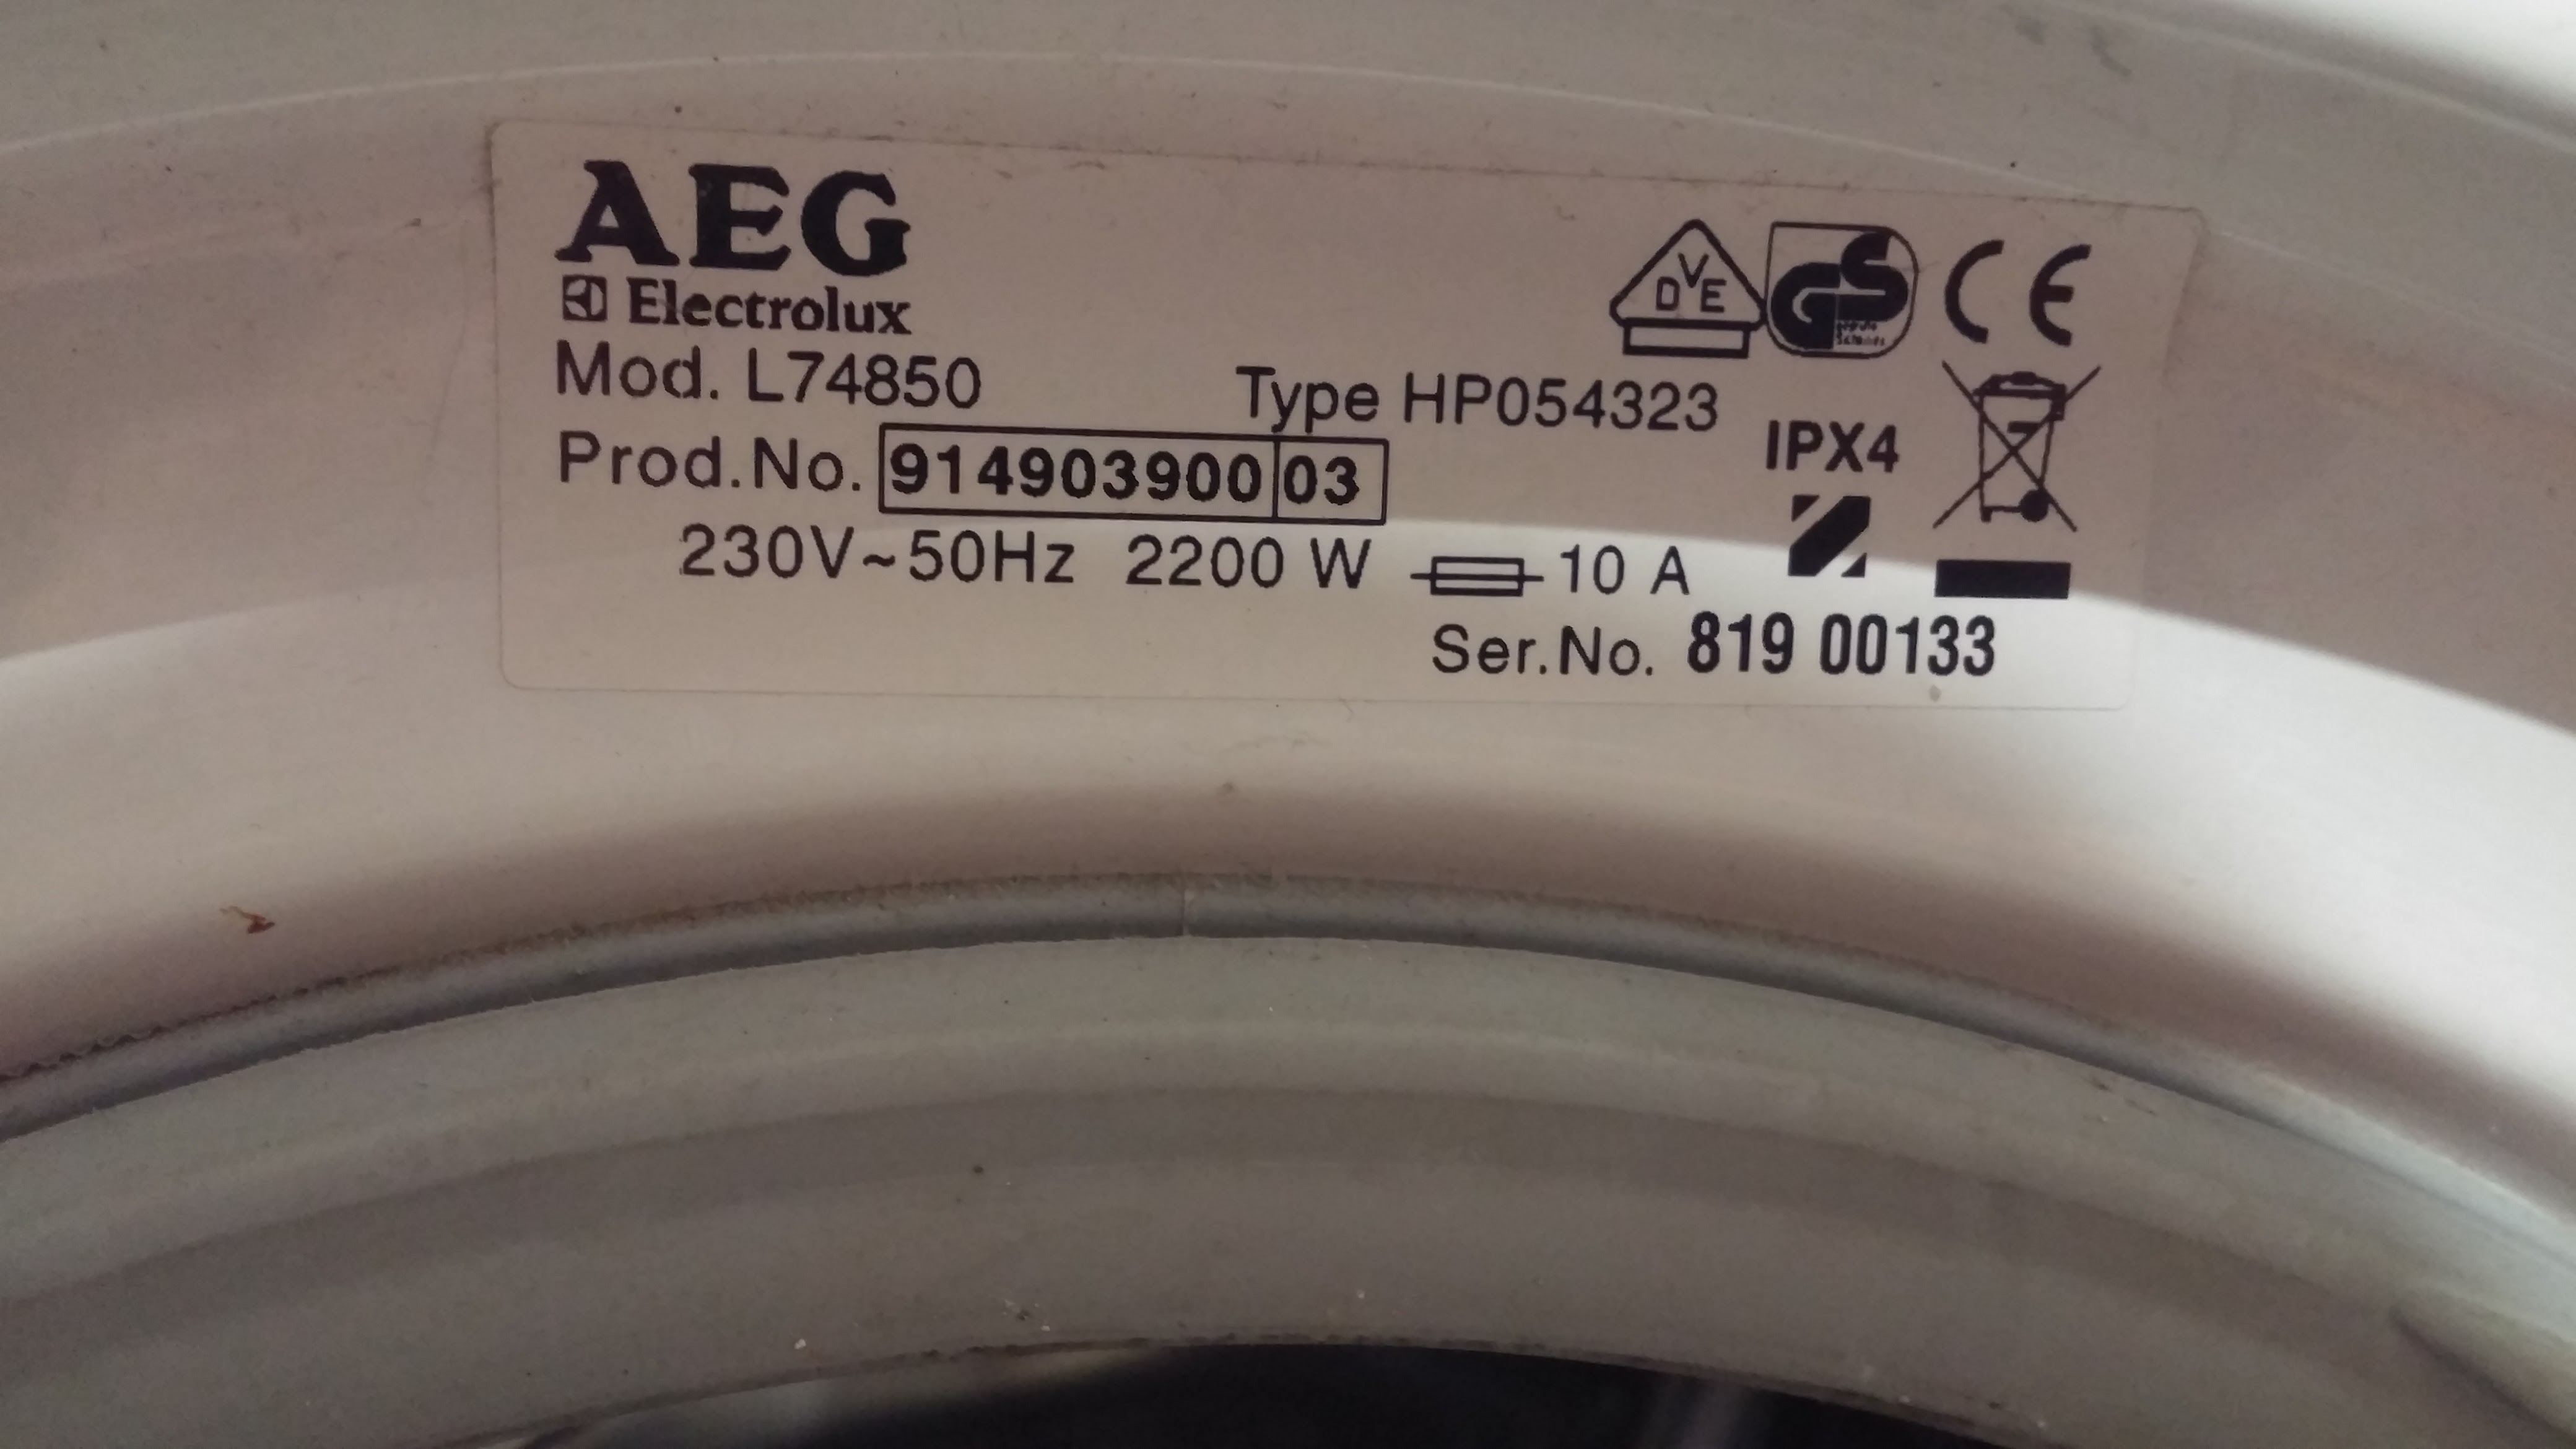 AEG
Electrolux
DVE
GS
CE
Mod. L74850
Type HP054323
IPX4
Prod.No. 914903900 03
230V~50Hz 2200 W 10 A
Ser.No. 819 00133